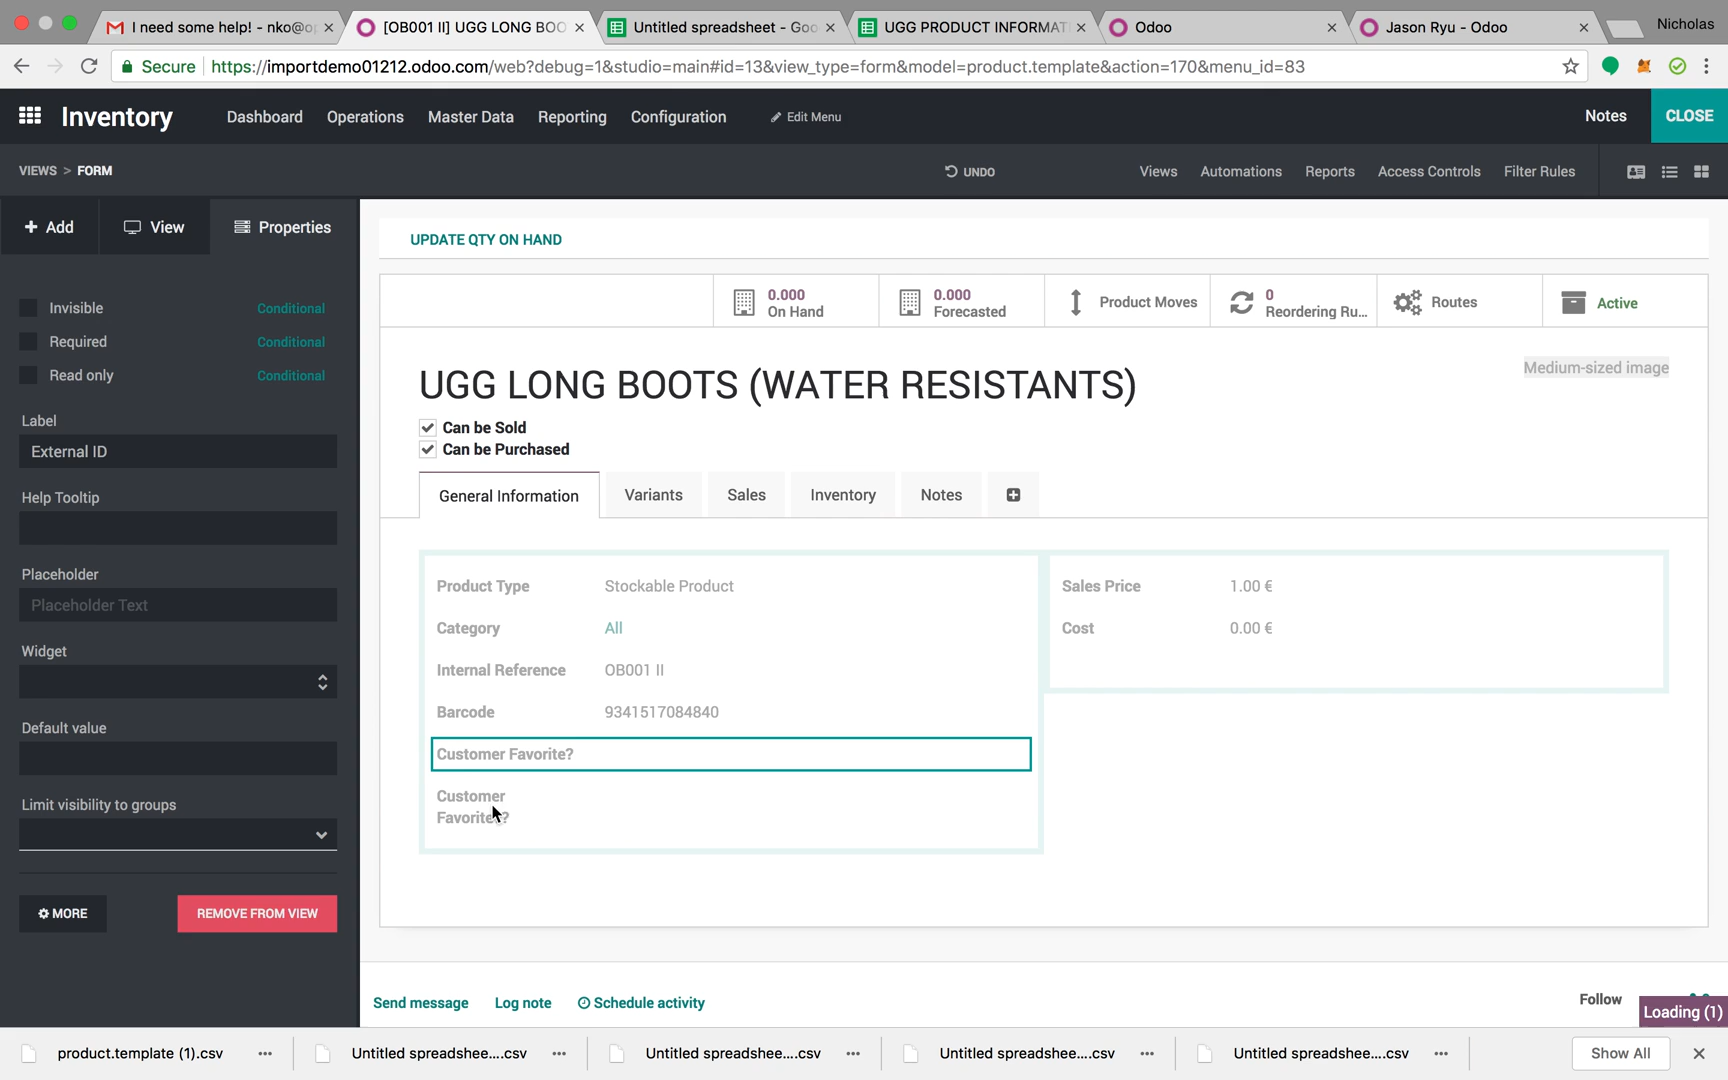 I need some help! - nko@op
[OB001 II] UGG LONG BOO
Untitled spreadsheet - Goo
UGG PRODUCT INFORMAT
Odoo
Jason Ryu - Odoo
Nicholas
Secure
https://importdemo01212.odoo.com/web?debug=1&studio=main#id=13&view_type=form&model=product.template&action=170&menu_id=83
Inventory
Dashboard
Operations
Master Data
Reporting
Configuration
Edit Menu
Notes
CLOSE
VIEWS > FORM
UNDO
Views
Automations
Reports
Access Controls
Filter Rules
+ Add
View
Properties
UPDATE QTY ON HAND
0.000
On Hand
0.000
Forecasted
Product Moves
0
Reordering Ru...
Routes
Active
Invisible
Conditional
Required
Conditional
Read only
Conditional
Label
External ID
Help Tooltip
Placeholder
Placeholder Text
Widget
Default value
Limit visibility to groups
MORE
REMOVE FROM VIEW
UGG LONG BOOTS (WATER RESISTANTS)
Medium-sized image
Can be Sold
Can be Purchased
General Information
Variants
Sales
Inventory
Notes
Product Type
Stockable Product
Category
All
Internal Reference
OB001 II
Barcode
9341517084840
Customer Favorite?
Customer
Favorite?
Sales Price
1.00 €
Cost
0.00 €
Send message
Log note
Schedule activity
Follow
Loading (1)
product.template (1).csv
Untitled spreadshee....csv
Untitled spreadshee....csv
Untitled spreadshee....csv
Untitled spreadshee....csv
Show All